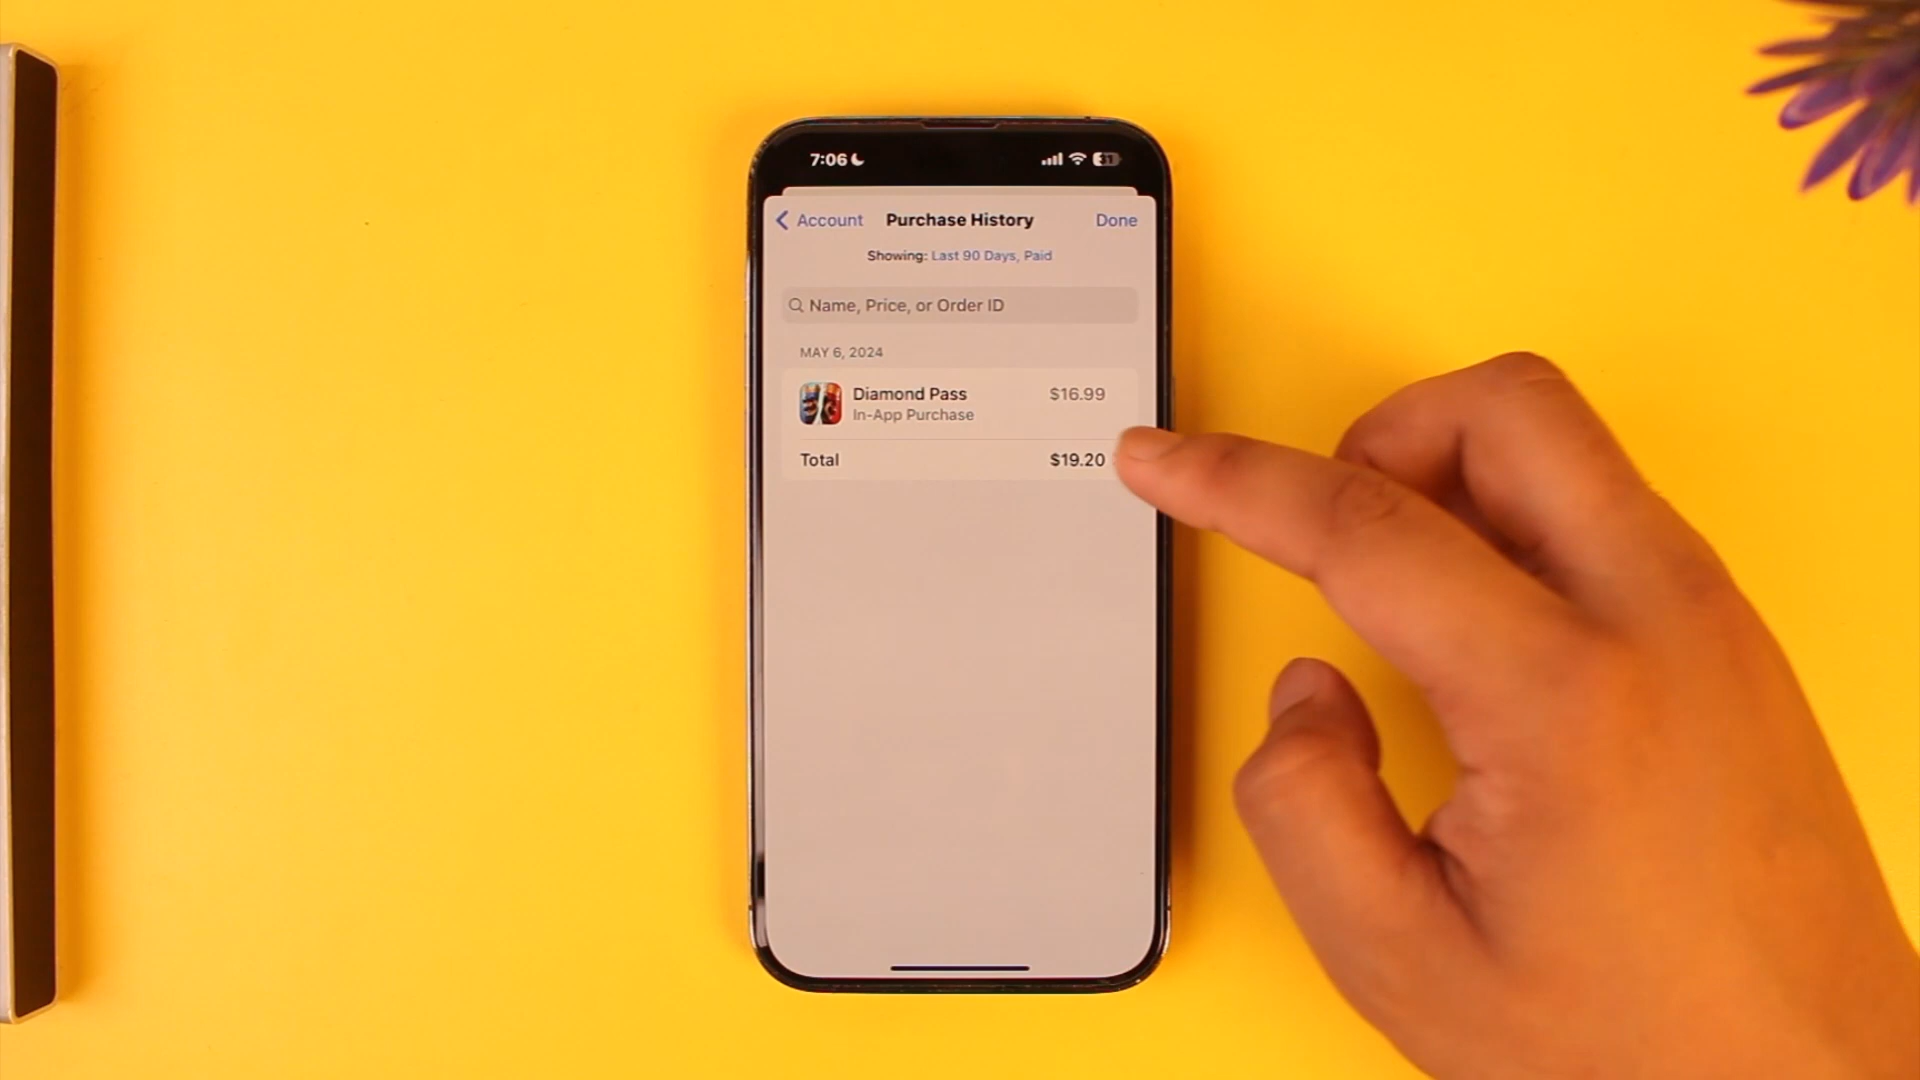 7:06
31
Account Purchase History Done
Showing: Last 90 Days, Paid
Name, Price, or Order ID
MAY 6, 2024
Diamond Pass $16.99
In-App Purchase
Total $19.20